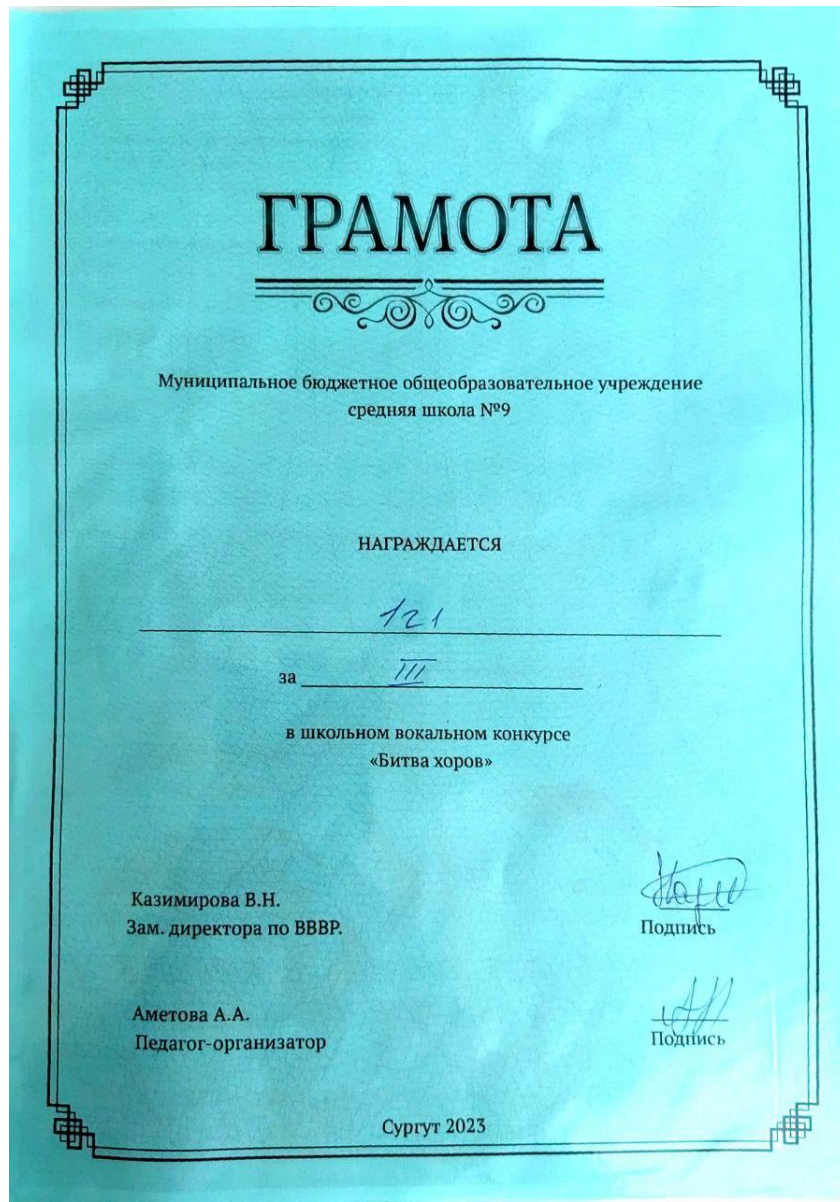 ГРАМОТА
Муниципальное бюджетное общеобразовательное учреждение
средняя школа №9
НАГРАЖДАЕТСЯ
121
за III
в школьном вокальном конкурсе
«Битва хоров»
Казимирова В.Н.
Зам. директора по ВВВР.
Подпись
Аметова А.А.
Педагог-организатор
Подпись
Сургут 2023